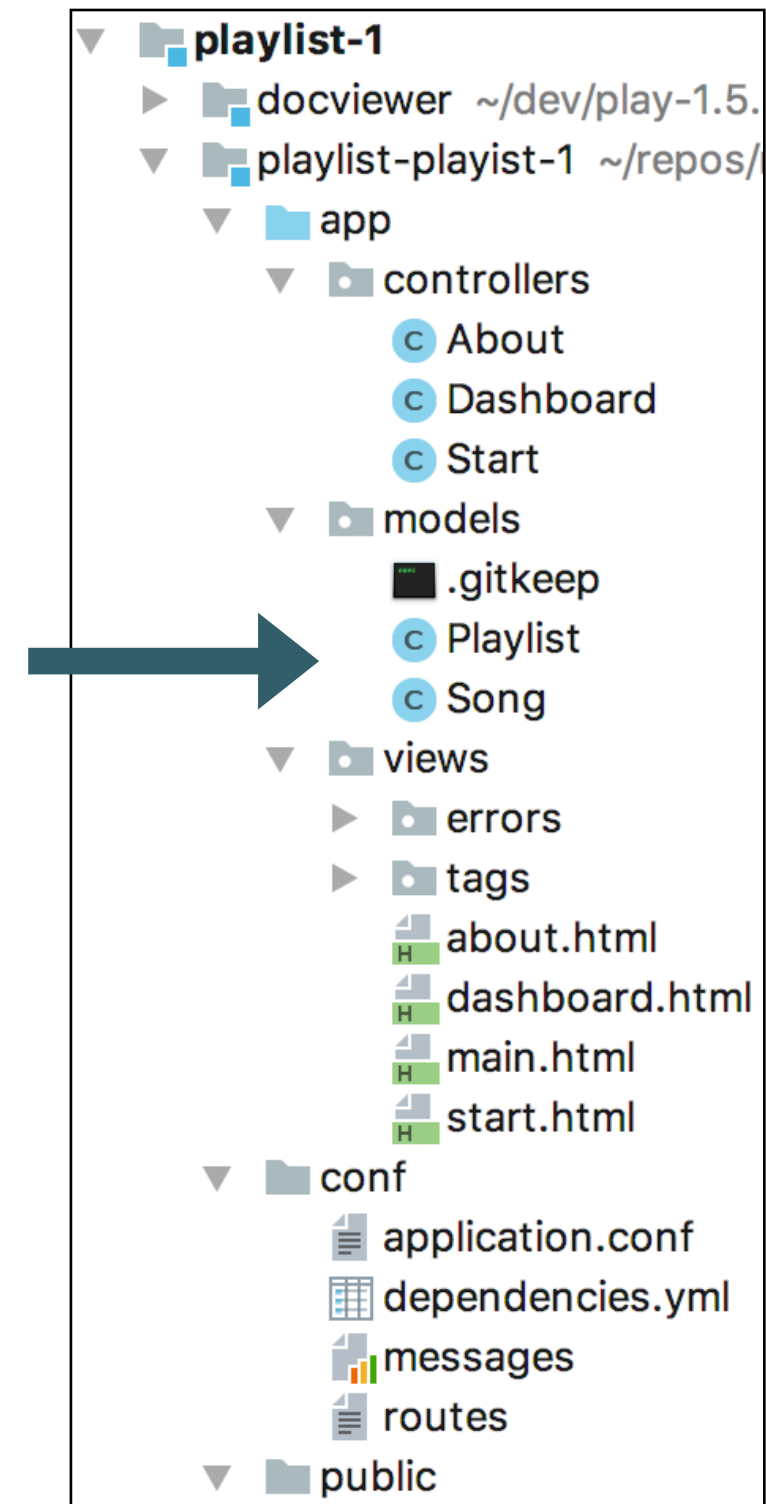 playlist-1
docviewer ~/dev/play-1.5.
playlist-playist-1 ~/repos/
app
controllers
C About
C Dashboard
C Start
models
.gitkeep
C Playlist
C Song
views
errors
tags
H about.html
H dashboard.html
H main.html
H start.html
conf
application.conf
dependencies.yml
messages
routes
public